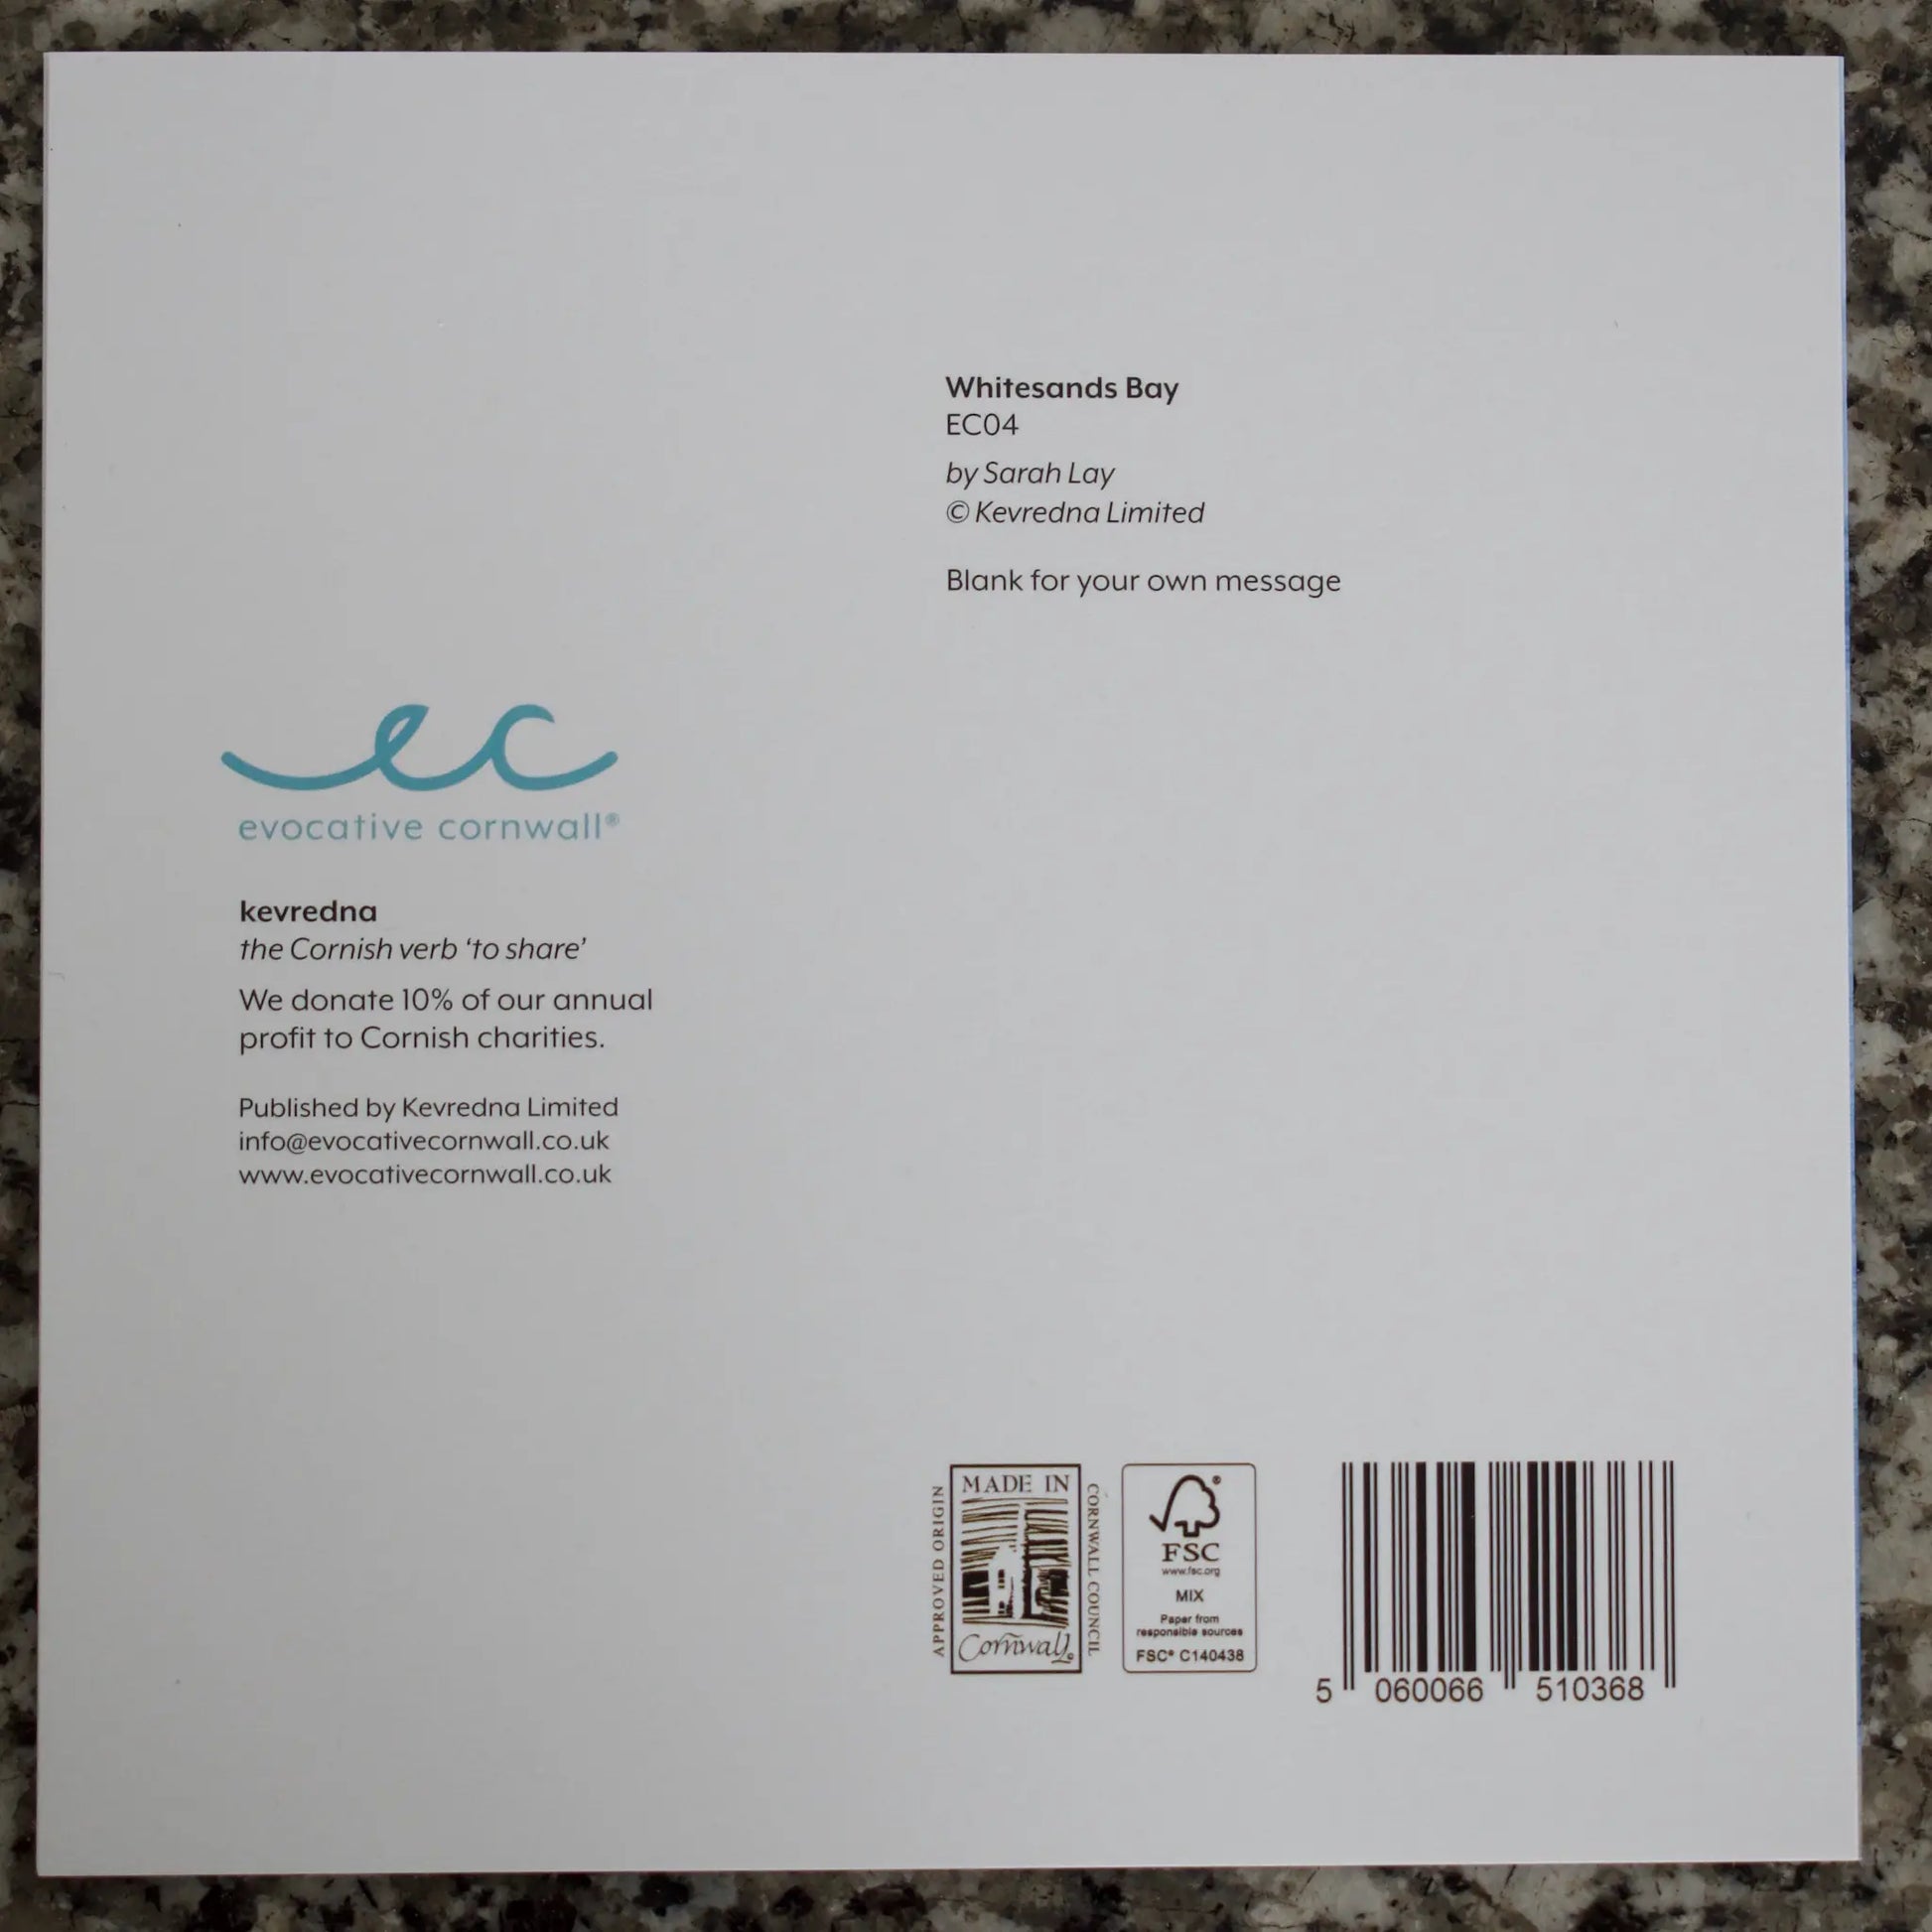 Whitesands Bay
EC04
by Sarah Lay
© Kevredna Limited
Blank for your own message
ec
evocative cornwall®
kevredna
the Cornish verb ‘to share’
We donate 10% of our annual
profit to Cornish charities.
Published by Kevredna Limited
info@evocativecornwall.co.uk
www.evocativecornwall.co.uk
APPROVED ORIGIN
MADE IN
Cornwall
CORNWALL COUNCIL
FSC
www.fsc.org
MIX
Paper from
responsible sources
FSC® C140438
5 060066 510368